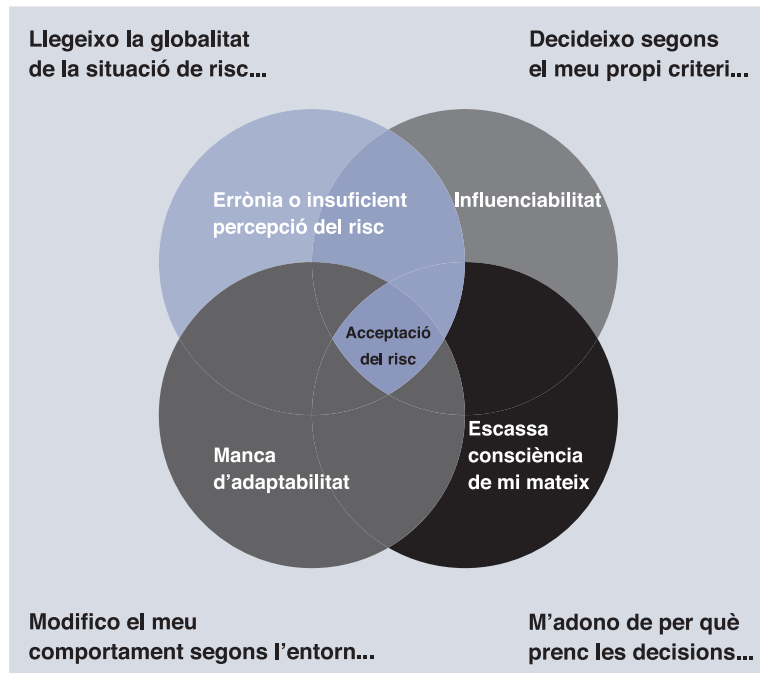 Llegeixo la globalitat
de la situació de risc...
Decideixo segons
el meu propi criteri...
Errònia o insuficient
percepció del risc
Influenciabilitat
Acceptació
del risc
Manca
d’adaptabilitat
Escassa
consciència
de mi mateix
Modifico el meu
comportament segons l’entorn...
M’adono de per què
prenc les decisions...